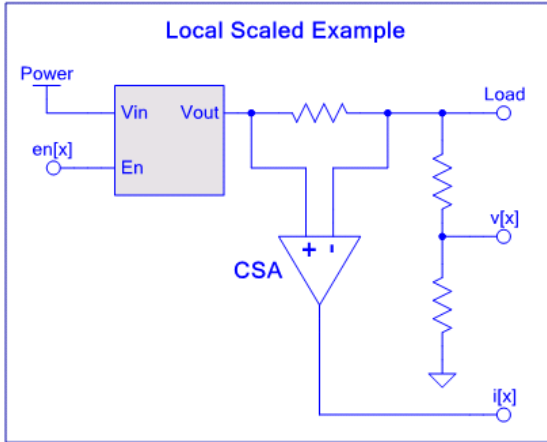 Local Scaled Example
Power
Load
Vin Vout
en[x]
En
v[x]
+ -
CSA
i[x]